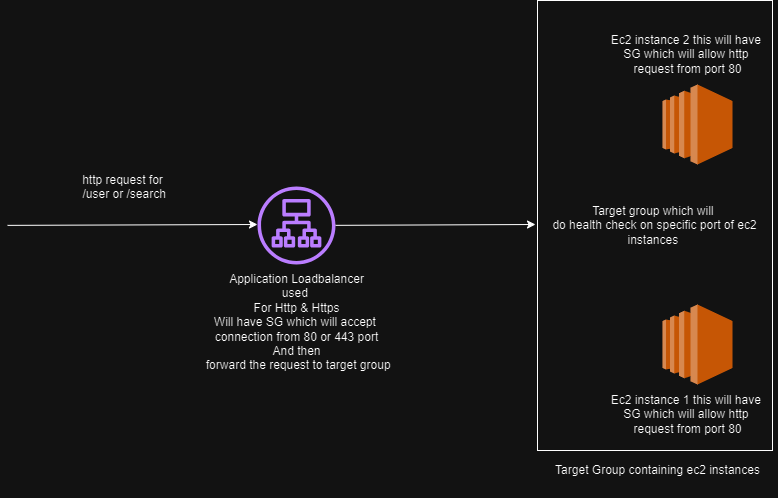 http request for
/user or /search
Application Loadbalancer
used
For Http & Https
Will have SG which will accept
connection from 80 or 443 port
And then
forward the request to target group
Ec2 instance 2 this will have
SG which will allow http
request from port 80
Target group which will
do health check on specific port of ec2
instances
Ec2 instance 1 this will have
SG which will allow http
request from port 80
Target Group containing ec2 instances